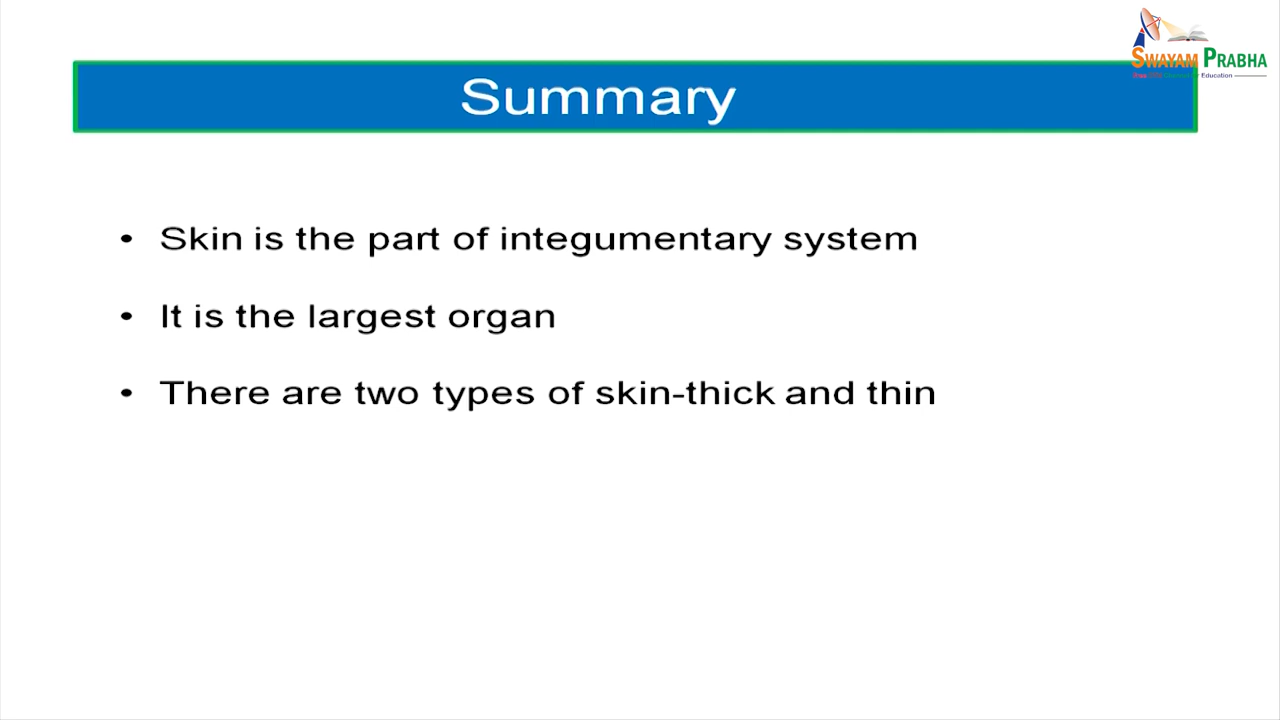 SWAYAM PRABHA
Education
Summary
• Skin is the part of integumentary system
• It is the largest organ
• There are two types of skin-thick and thin